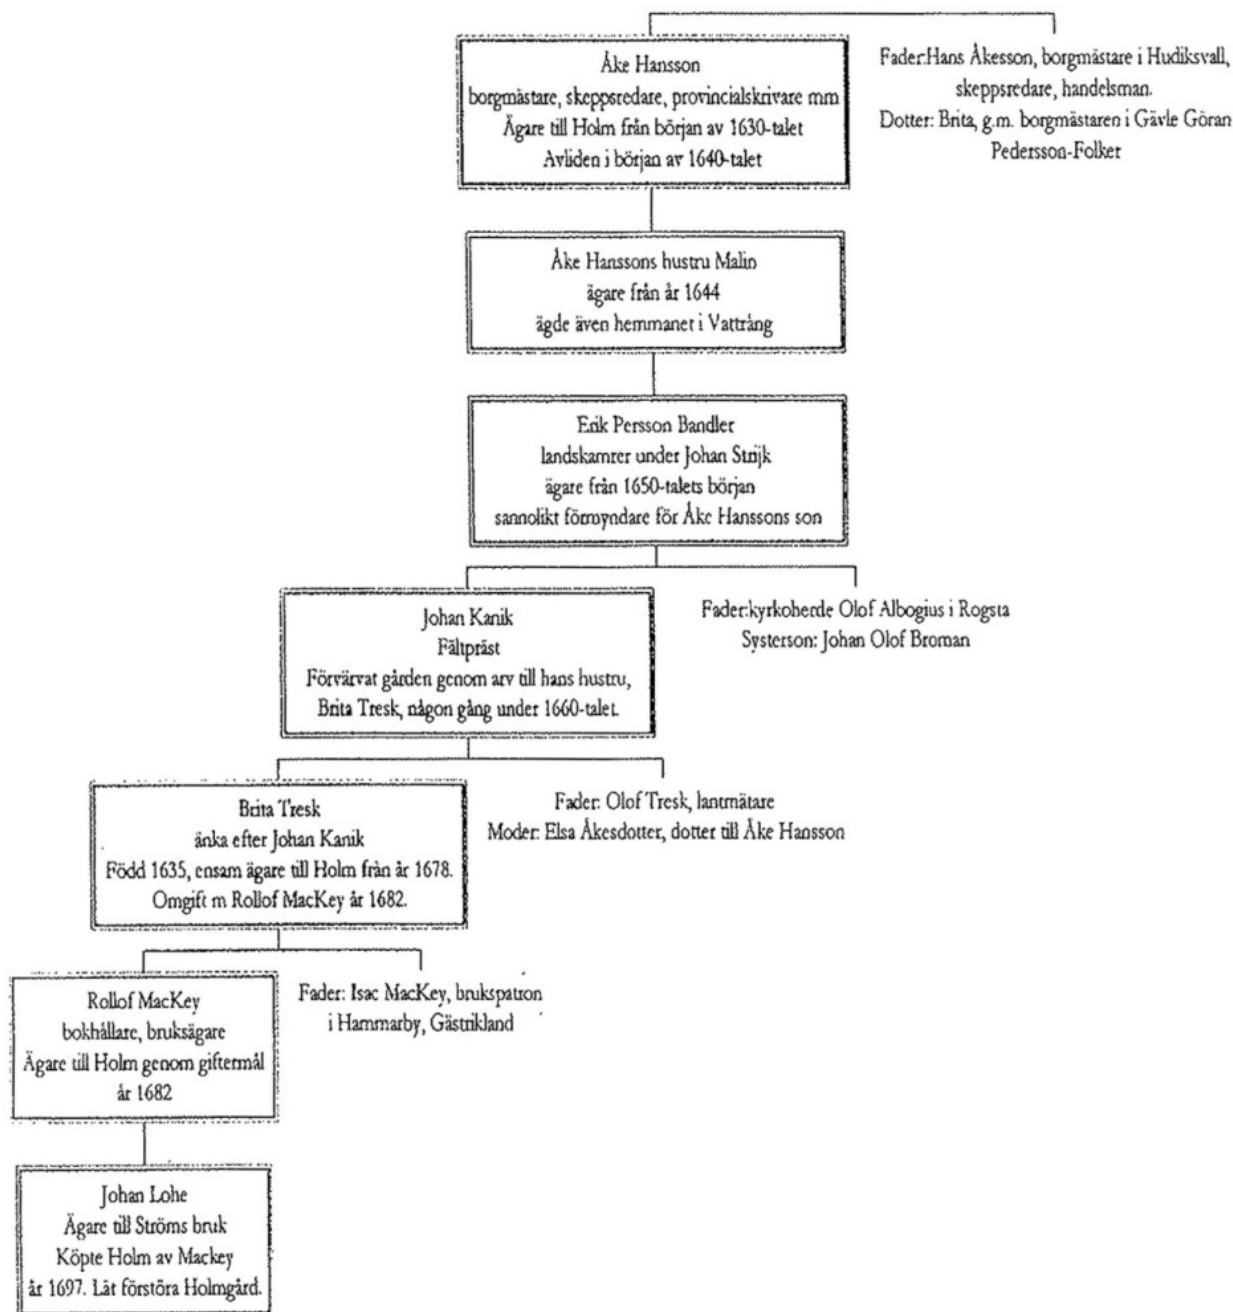 Åke Hansson
borgmästare, skeppsredare, provincialskrivare mm
Ägare till Holm från början av 1630-talet
Avliden i början av 1640-talet
Fader:Hans Åkesson, borgmästare i Hudiksvall,
skeppsredare, handelsman.
Dotter: Brita, g.m. borgmästaren i Gävle Göran
Pedersson-Folker
Åke Hanssons hustru Malin
ägare från år 1644
ägde även hemmanet i Vattrång
Erik Persson Bandler
landskamrer under Johan Strijk
ägare från 1650-talets början
sannolikt förmyndare för Åke Hanssons son
Johan Kanik
Fältpräst
Förvärvat gården genom arv till hans hustru,
Brita Tresk, någon gång under 1660-talet.
Fader:kyrkoherde Olof Albogius i Rogsta
Systerson: Johan Olof Broman
Brita Tresk
änka efter Johan Kanik
Född 1635, ensam ägare till Holm från år 1678.
Omgift m Rollof MacKey år 1682.
Fader: Olof Tresk, lantmätare
Moder: Elsa Åkesdotter, dotter till Åke Hansson
Rollof MacKey
bokhållare, bruksägare
Ägare till Holm genom giftermål
år 1682
Fader: Isac MacKey, brukspatron
i Hammarby, Gästrikland
Johan Lohe
Ägare till Ströms bruk
Köpte Holm av Mackey
år 1697. Lät förstöra Holmgård.